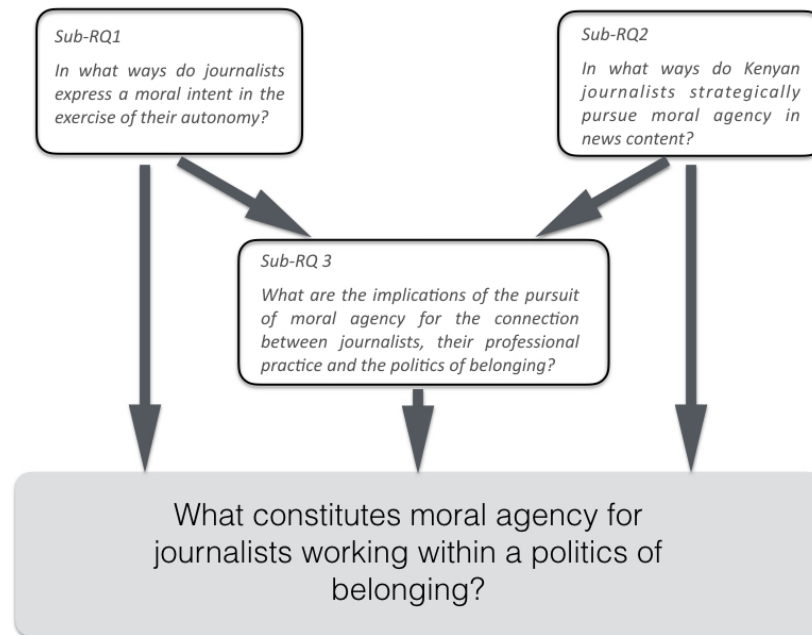 Sub-RQ1
In what ways do journalists
express a moral intent in the
exercise of their autonomy?
Sub-RQ2
In what ways do Kenyan
journalists strategically
pursue moral agency in
news content?
Sub-RQ 3
What are the implications of the pursuit
of moral agency for the connection
between journalists, their professional
practice and the politics of belonging?
What constitutes moral agency for
journalists working within a politics of
belonging?